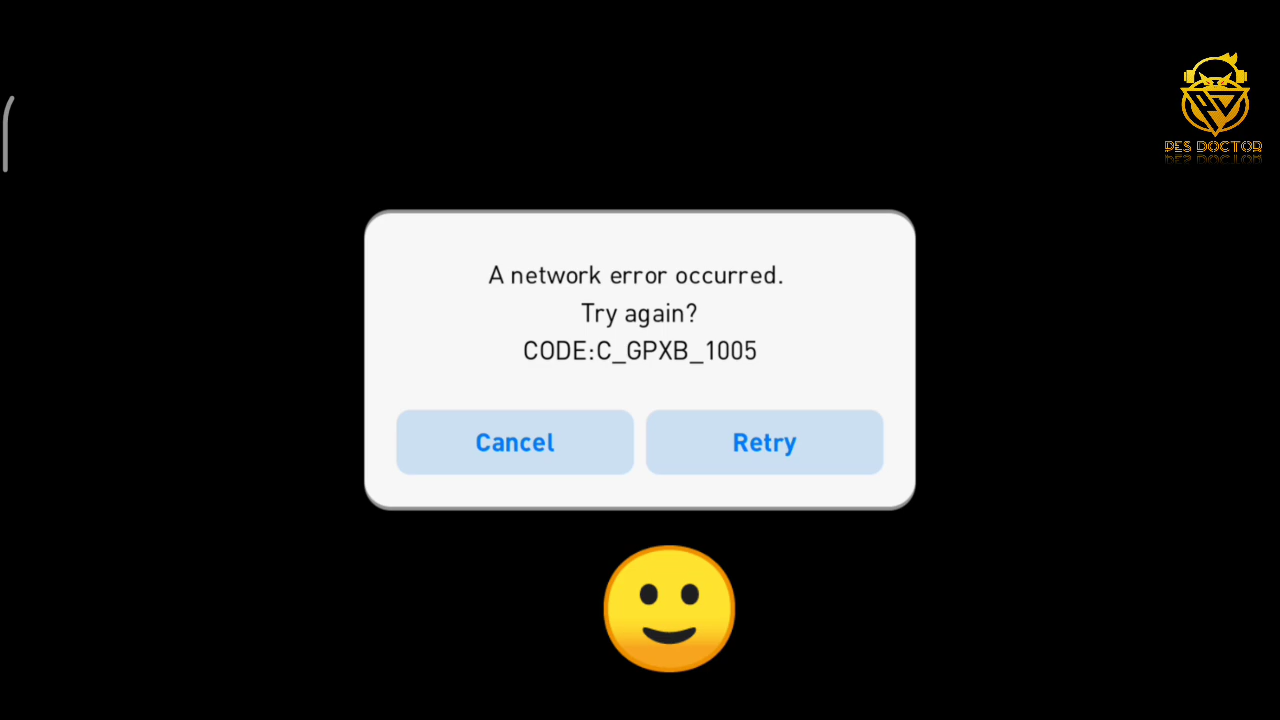 PES DOCTOR
A network error occurred.
Try again?
CODE:C_GPXB_1005
Cancel
Retry